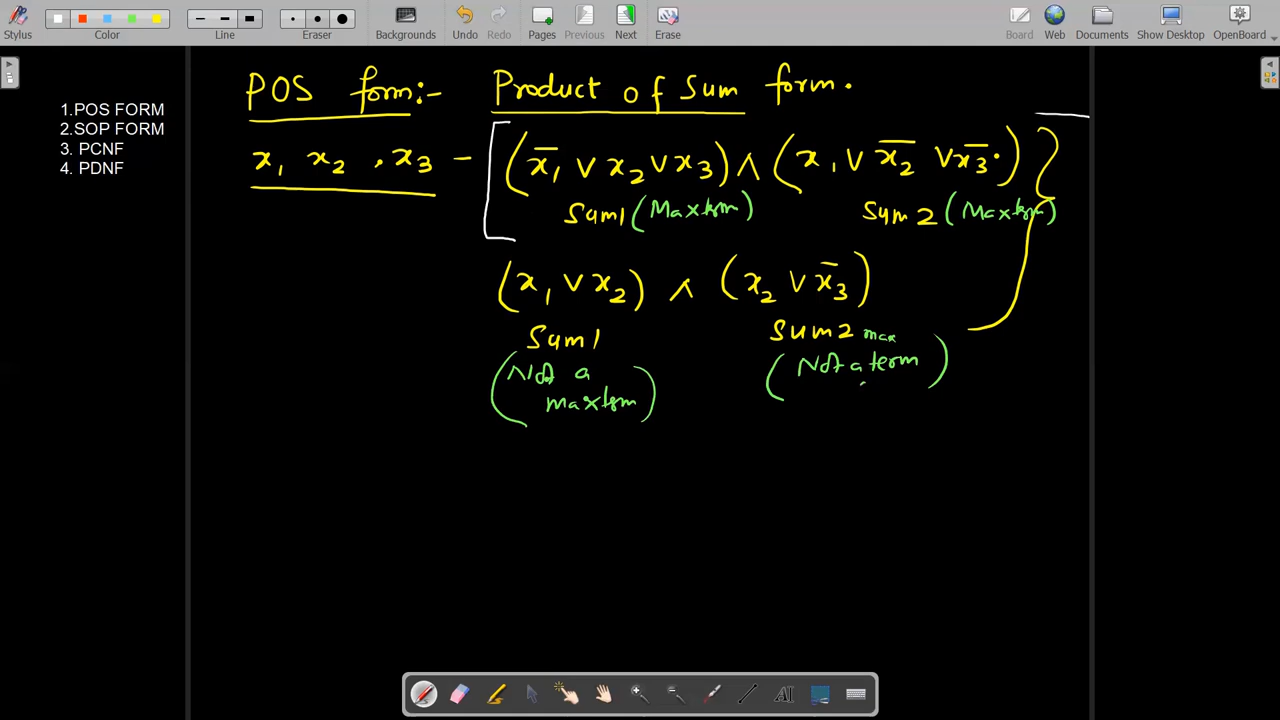 Stylus Color Line Eraser Backgrounds Undo Redo Pages Previous Next Erase Board Web Documents Show Desktop OpenBoard
1.POS FORM
2.SOP FORM
3. PCNF
4. PDNF
POS form:- Product of Sum form.
x₁ x₂ , x₃ - [(x̅₁ ∨ x₂ ∨ x₃) ∧ (x₁ ∨ x̅₂ ∨ x̅₃.)}
Sum1 (Maxterm) Sum 2 (Maxterm)
(x₁ ∨ x₂) ∧ (x₂ ∨ x̅₃)
Sum1 Sum2 max
(Not a (Not a term)
maxterm)
AI